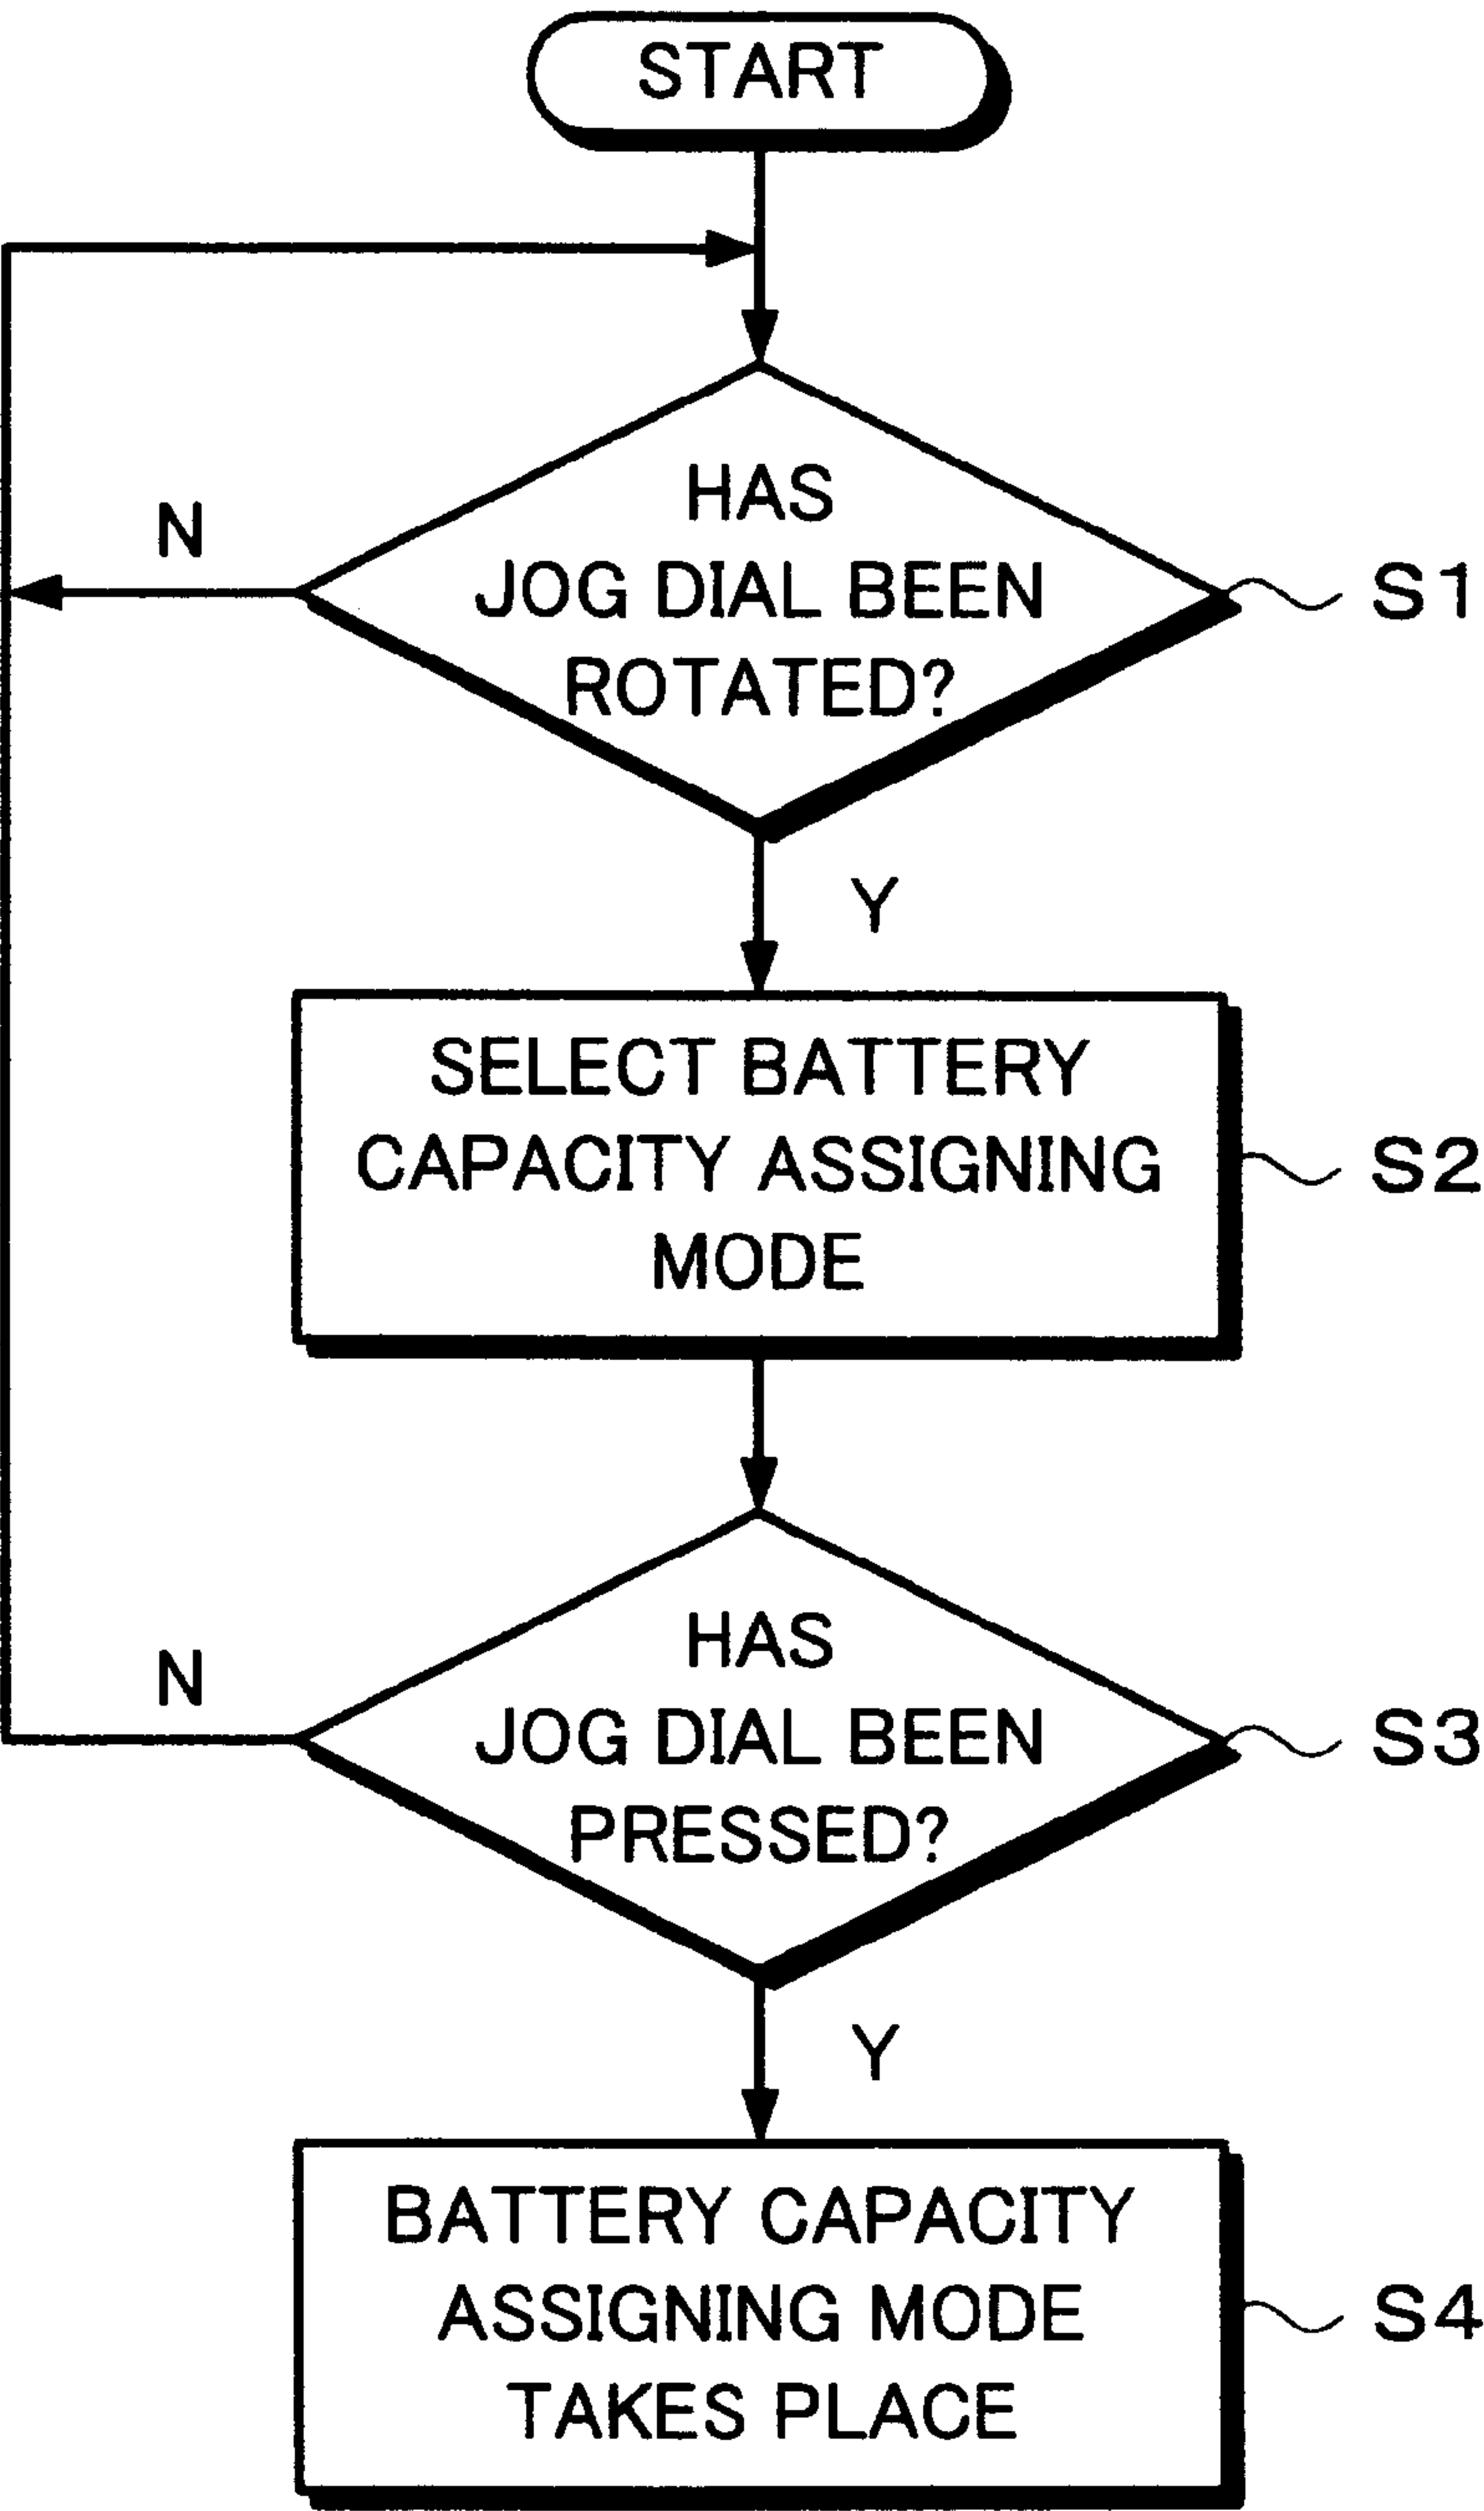 START
N
HAS
JOG DIAL BEEN
ROTATED?
S1
Y
SELECT BATTERY
CAPACITY ASSIGNING
MODE
S2
N
HAS
JOG DIAL BEEN
PRESSED?
S3
Y
BATTERY CAPACITY
ASSIGNING MODE
TAKES PLACE
S4